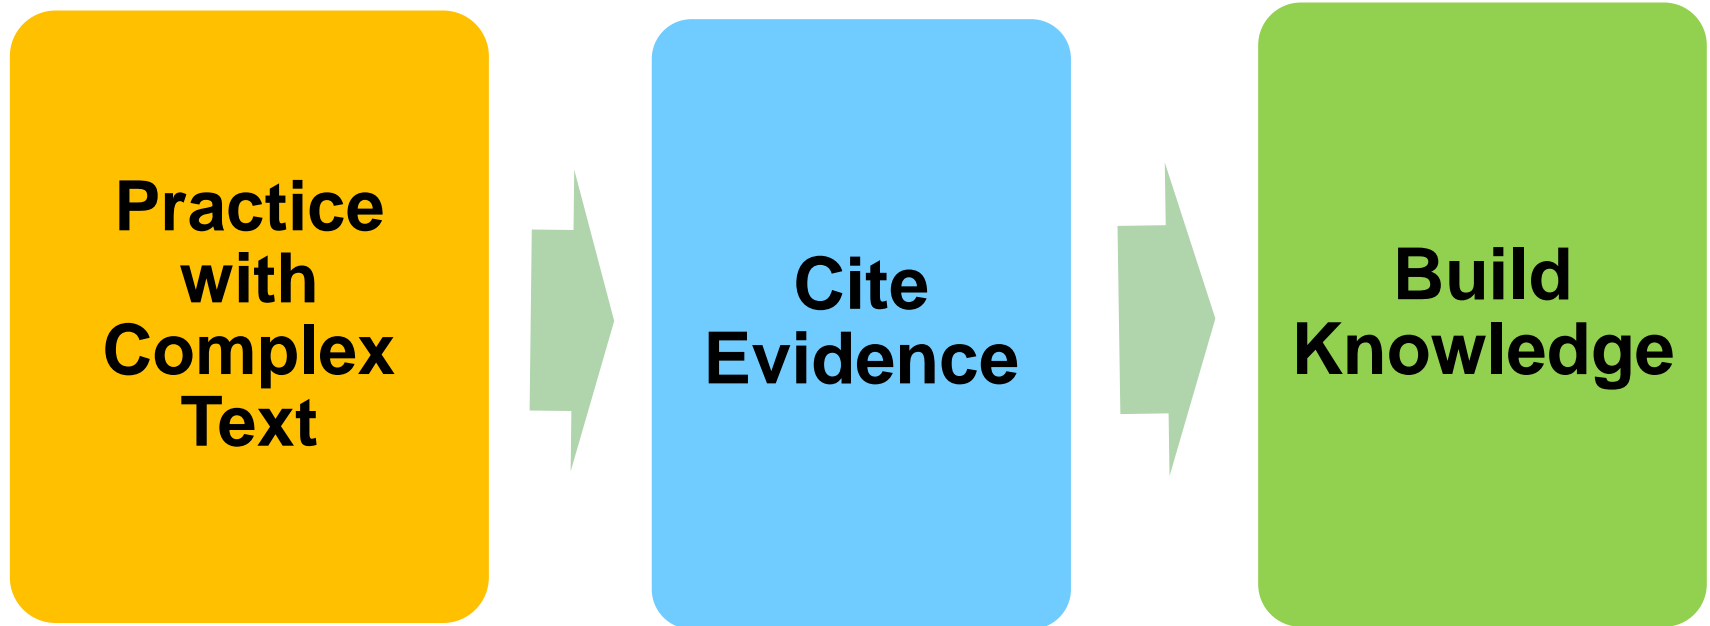 Practice
with
Complex
Text
Cite
Evidence
Build
Knowledge